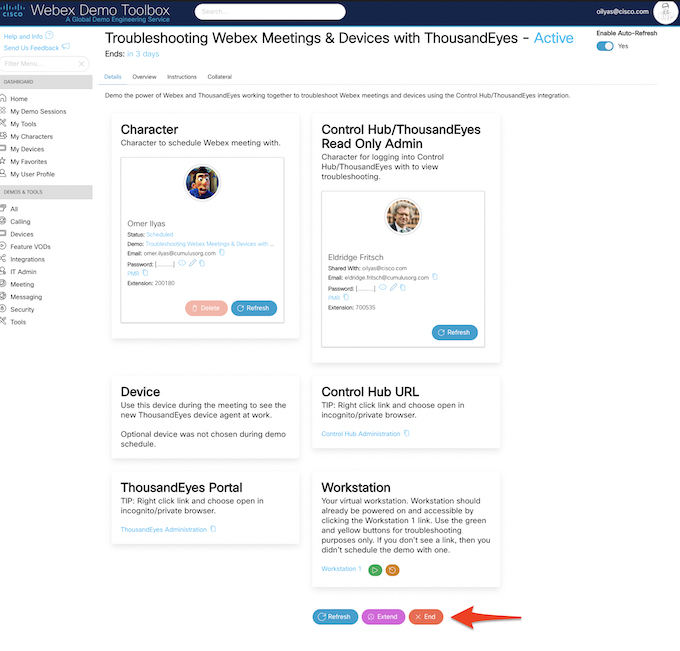 CISCO
Webex Demo Toolbox
A Global Demo Engineering Service
Search...
oilyas@cisco.com
Help and Info
Send Us Feedback
Filter Menu...
DASHBOARD
Home
My Demo Sessions
My Tools
My Characters
My Devices
My Favorites
My User Profile
DEMOS & TOOLS
All
Calling
Devices
Feature VODs
Integrations
IT Admin
Meeting
Messaging
Security
Tools
Troubleshooting Webex Meetings & Devices with ThousandEyes - Active
Ends: in 3 days
Enable Auto-Refresh
Yes
Details Overview Instructions Collateral
Demo the power of Webex and ThousandEyes working together to troubleshoot Webex meetings and devices using the Control Hub/ThousandEyes integration.
Character
Character to schedule Webex meeting with.
Omer Ilyas
Status: Scheduled
Demo: Troubleshooting Webex Meetings & Devices with ...
Email: omer.ilyas@cumulusorg.com
Password: [..........]
PMR
Extension: 200180
Delete Refresh
Control Hub/ThousandEyes
Read Only Admin
Character for logging into Control
Hub/ThousandEyes with to view
troubleshooting.
Eldridge Fritsch
Shared With: oilyas@cisco.com
Email: eldridge.fritsch@cumulusorg.com
Password: [..........]
PMR
Extension: 700535
Refresh
Device
Use this device during the meeting to see the
new ThousandEyes device agent at work.
Optional device was not chosen during demo
schedule.
Control Hub URL
TIP: Right click link and choose open in
incognito/private browser.
Control Hub Administration
ThousandEyes Portal
TIP: Right click link and choose open in
incognito/private browser.
ThousandEyes Administration
Workstation
Your virtual workstation. Workstation should
already be powered on and accessible by
clicking the Workstation 1 link. Use the green
and yellow buttons for troubleshooting
purposes only. If you don't see a link, then you
didn't schedule the demo with one.
Workstation 1
Refresh Extend End